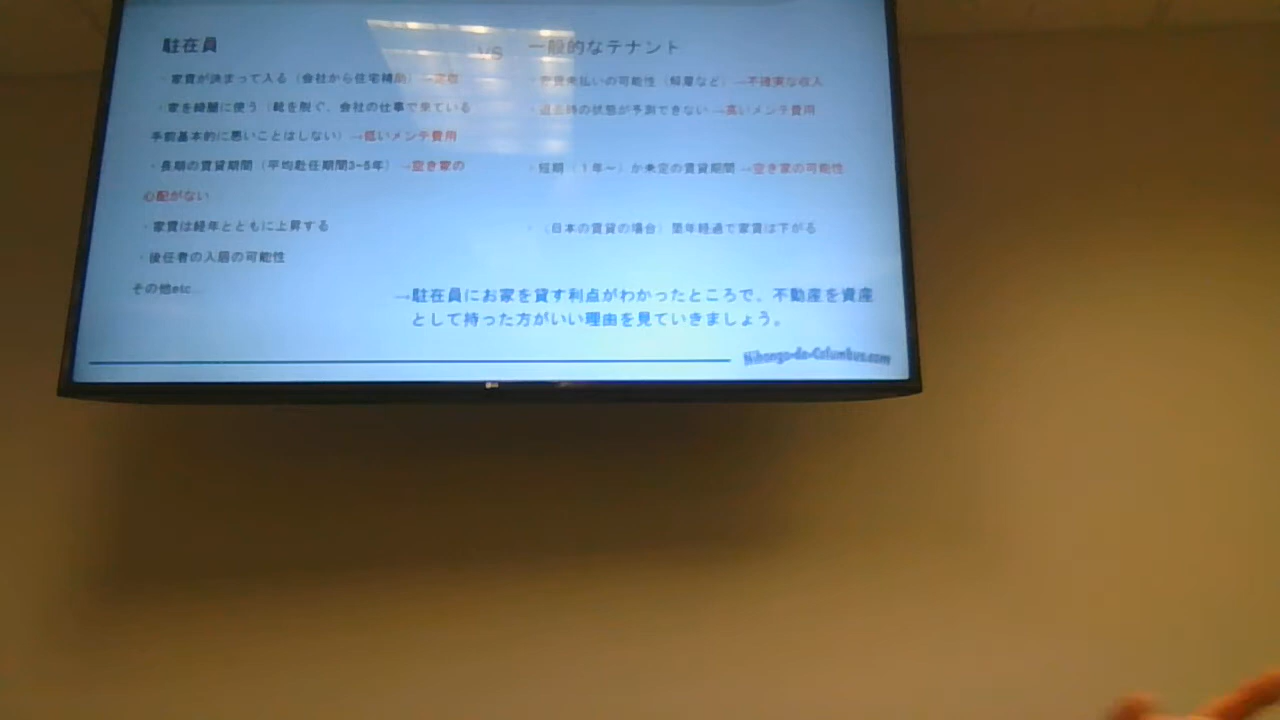 駐在員
vs
一般的なテナント
・家賃が決まって入る（会社から住宅補助）→
・家を綺麗に使う（靴を脱ぐ、会社の仕事で来ている
手前基本的に悪いことはしない）→低いメンテ費用
・長期の賃貸期間（平均赴任期間3~5年）→空き家の
心配がない
・家賃は経年とともに上昇する
・後任者の入居の可能性
その他etc...
・家賃未払いの可能性（解雇など）→不確実な収入
・退去時の状態が予測できない→高いメンテ費用
・短期（1年～）か未定の賃貸期間→空き家の可能性
・（日本の賃貸の場合）築年経過で家賃は下がる
→駐在員にお家を貸す利点がわかったところで、不動産を資産
として持った方がいい理由を見ていきましょう。
Nihongo-de-Columbus.com
LG